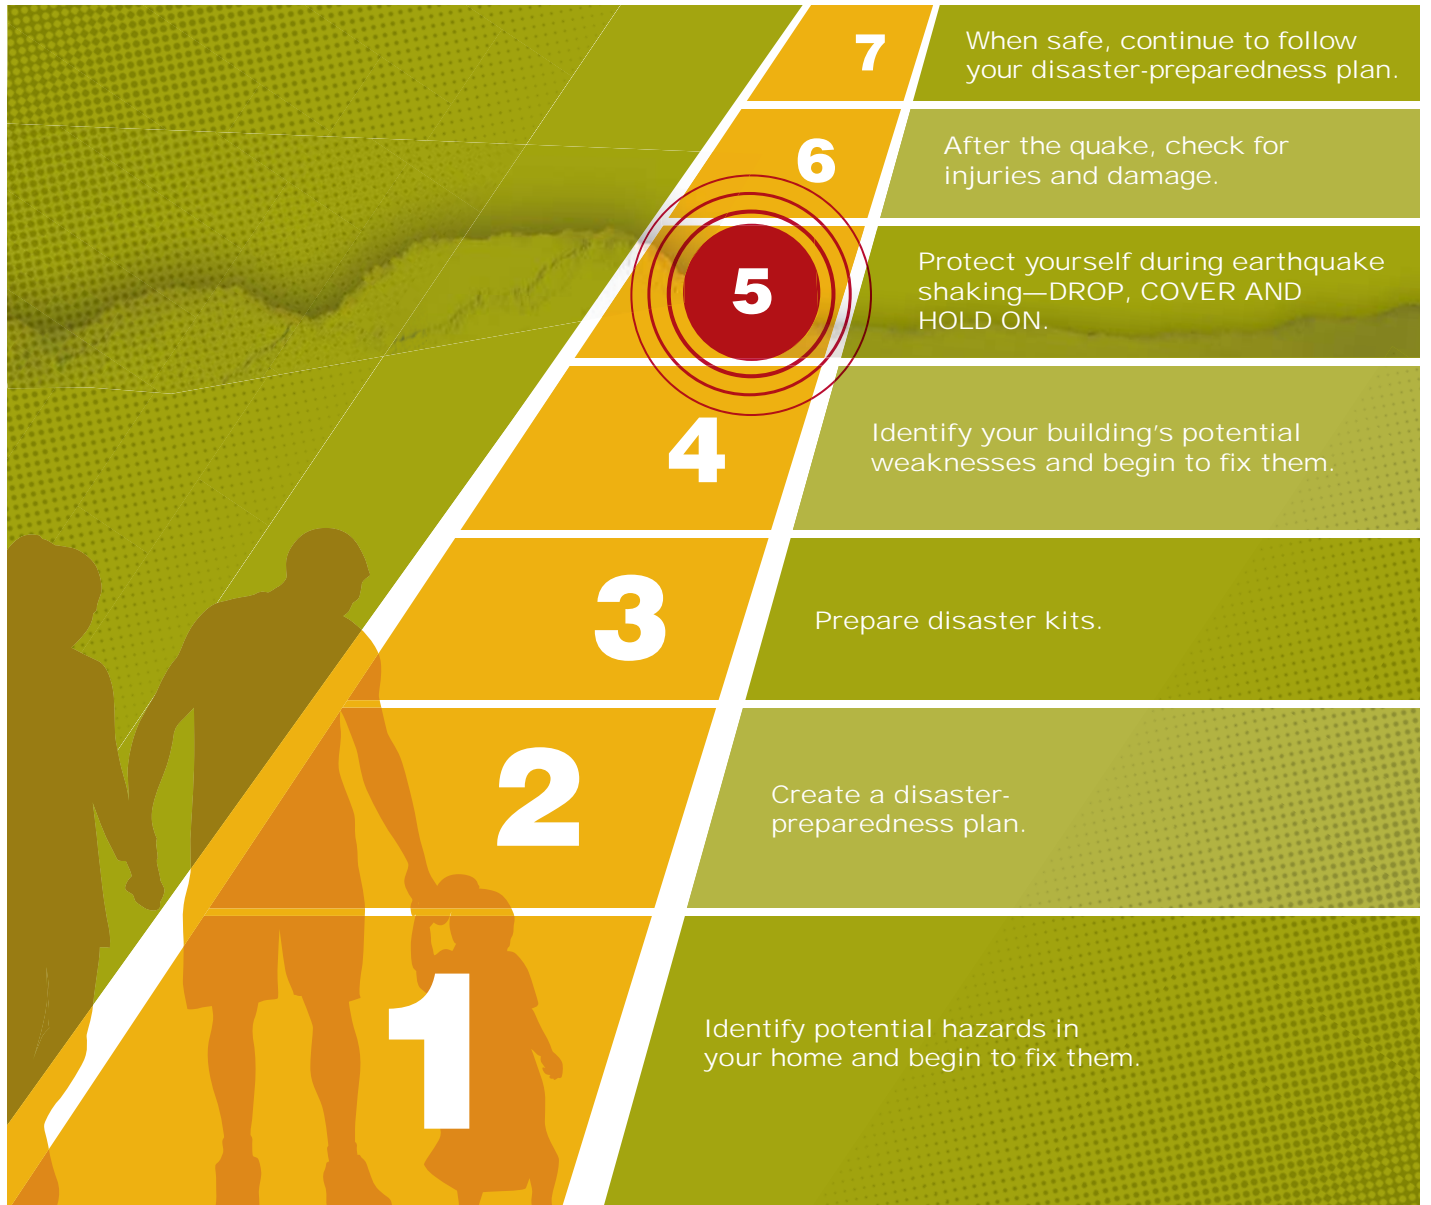 7
When safe, continue to follow
your disaster-preparedness plan.
6
After the quake, check for
injuries and damage.
5
Protect yourself during earthquake
shaking—DROP, COVER AND
HOLD ON.
4
Identify your building’s potential
weaknesses and begin to fix them.
3
Prepare disaster kits.
2
Create a disaster-
preparedness plan.
1
Identify potential hazards in
your home and begin to fix them.